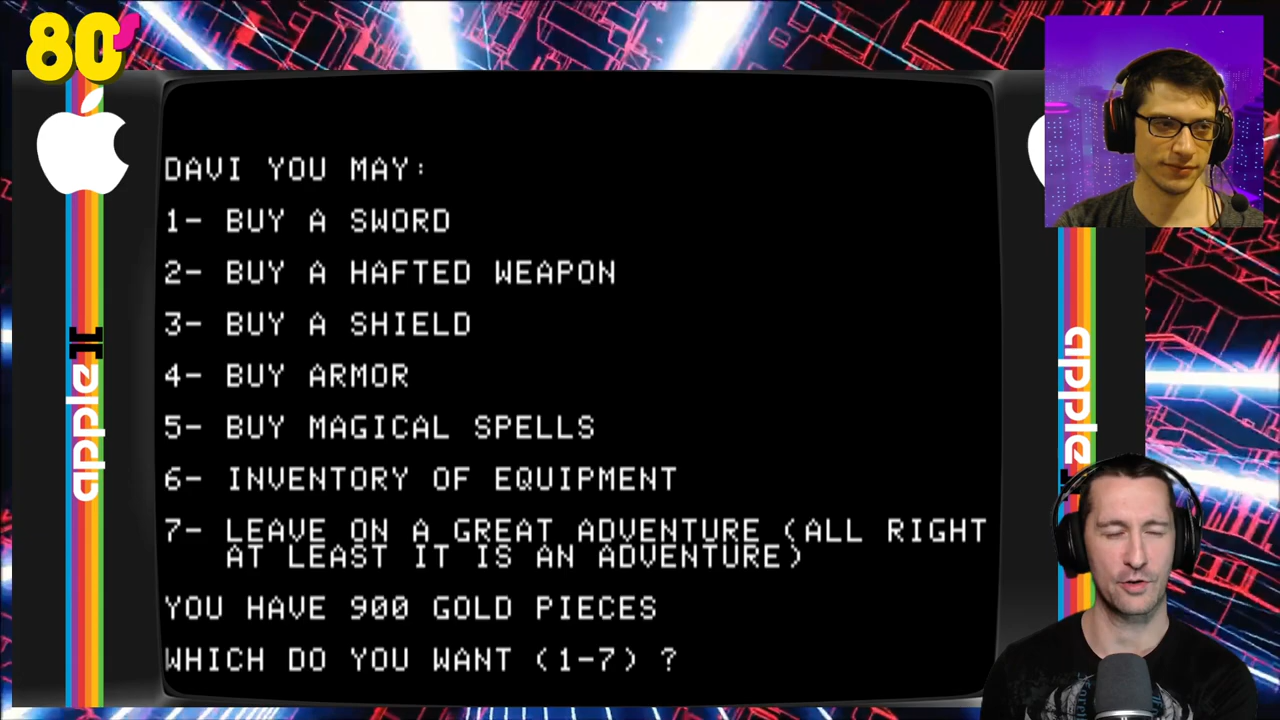 80's
DAVI YOU MAY:
1- BUY A SWORD
2- BUY A HAFTED WEAPON
3- BUY A SHIELD
4- BUY ARMOR
5- BUY MAGICAL SPELLS
6- INVENTORY OF EQUIPMENT
7- LEAVE ON A GREAT ADVENTURE (ALL RIGHT
AT LEAST IT IS AN ADVENTURE)
YOU HAVE 900 GOLD PIECES
WHICH DO YOU WANT (1-7) ?
apple II
apple